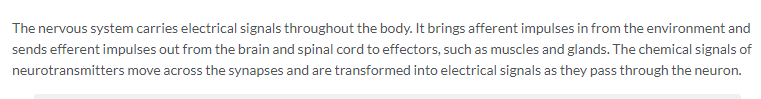 The nervous system carries electrical signals throughout the body. It brings afferent impulses in from the environment and
sends efferent impulses out from the brain and spinal cord to effectors, such as muscles and glands. The chemical signals of
neurotransmitters move across the synapses and are transformed into electrical signals as they pass through the neuron.